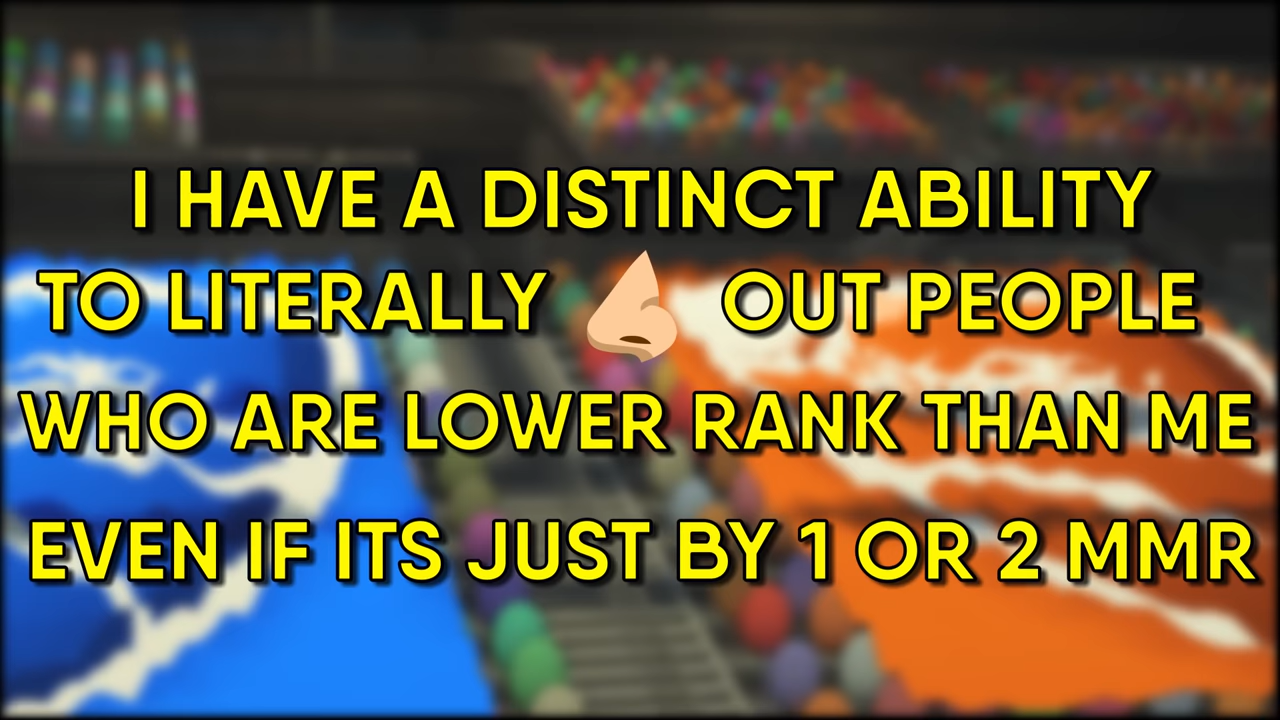 I HAVE A DISTINCT ABILITY
TO LITERALLY 👃 OUT PEOPLE
WHO ARE LOWER RANK THAN ME
EVEN IF ITS JUST BY 1 OR 2 MMR